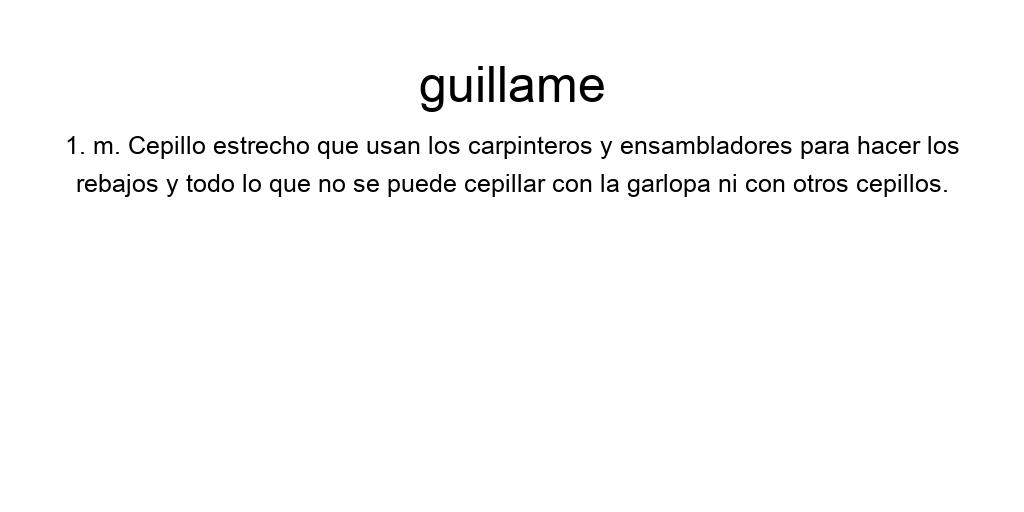 guillame
1. m. Cepillo estrecho que usan los carpinteros y ensambladores para hacer los
rebajos y todo lo que no se puede cepillar con la garlopa ni con otros cepillos.